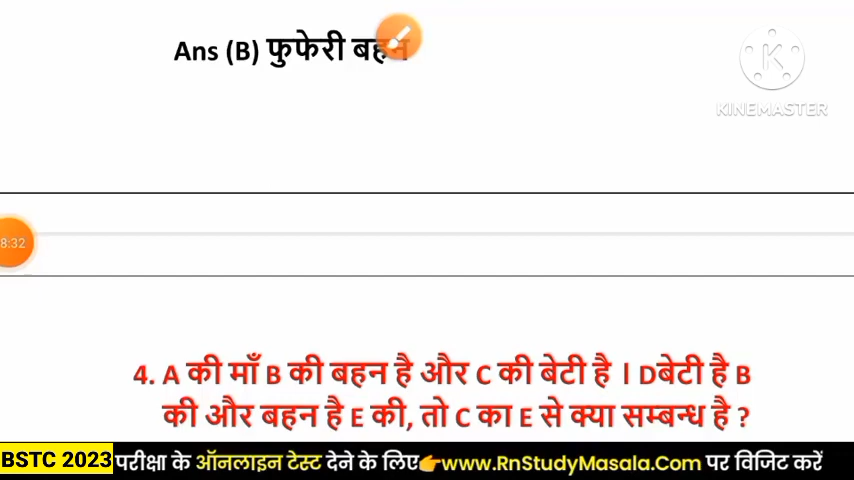 Ans (B) फुफेरी बहन
KINEMASTER
8:32
4. A की माँ B की बहन है और C की बेटी है । Dबेटी है B
की और बहन है E की, तो C का E से क्या सम्बन्ध है ?
BSTC 2023 परीक्षा के ऑनलाइन टेस्ट देने के लिए👉www.RnStudyMasala.Com पर विजिट करें